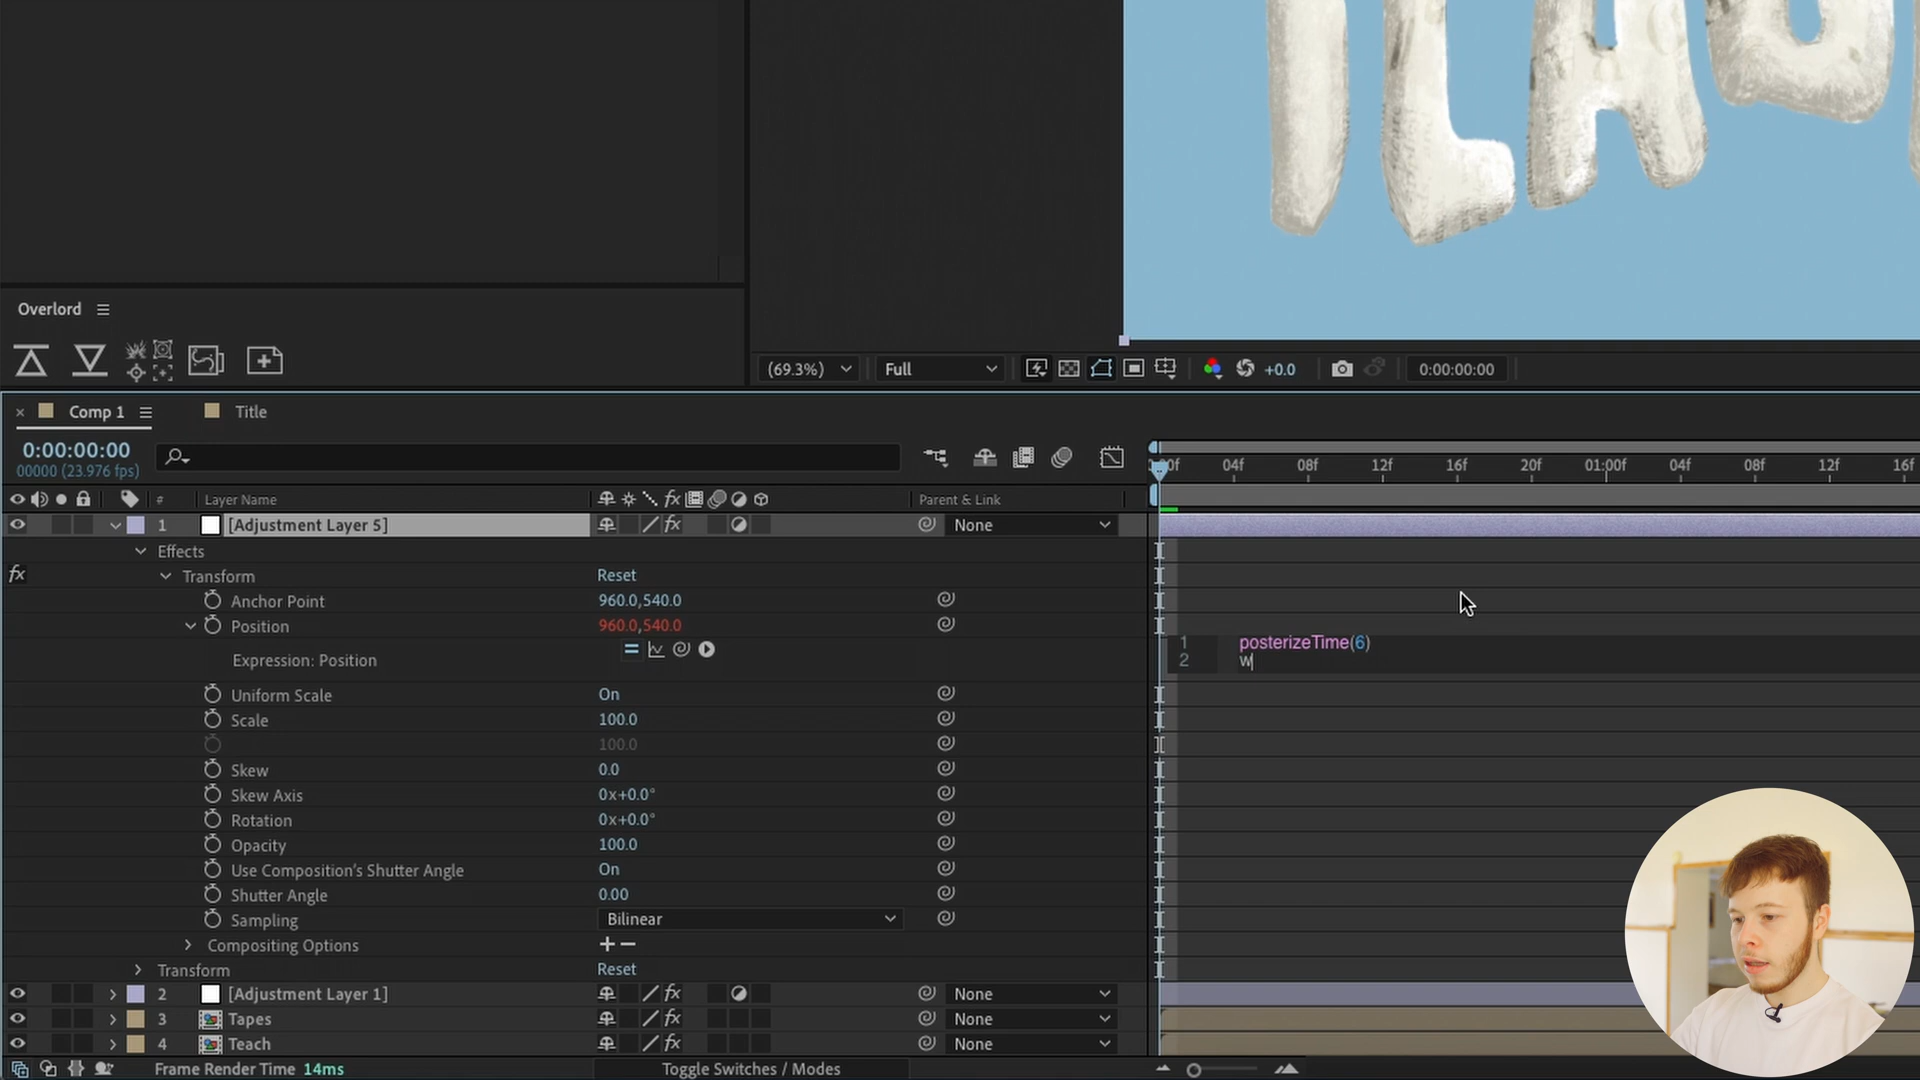 Overlord
(69.3%)
Full
+0.0
0:00:00:00
Comp 1
Title
0:00:00:00
00000 (23.976 fps)
:00f 04f 08f 12f 16f 20f 01:00f 04f 08f 12f 16f
# Layer Name
fx
Parent & Link
1 [Adjustment Layer 5] fx None
Effects
fx Transform Reset
Anchor Point 960.0,540.0
Position 960.0,540.0
Expression: Position
1 posterizeTime(6)
2 w
Uniform Scale On
Scale 100.0
100.0
Skew 0.0
Skew Axis 0x+0.0°
Rotation 0x+0.0°
Opacity 100.0
Use Composition's Shutter Angle On
Shutter Angle 0.00
Sampling Bilinear
Compositing Options + −
Transform Reset
2 [Adjustment Layer 1] fx None
3 Tapes fx None
4 Teach fx None
Frame Render Time 14ms
Toggle Switches / Modes